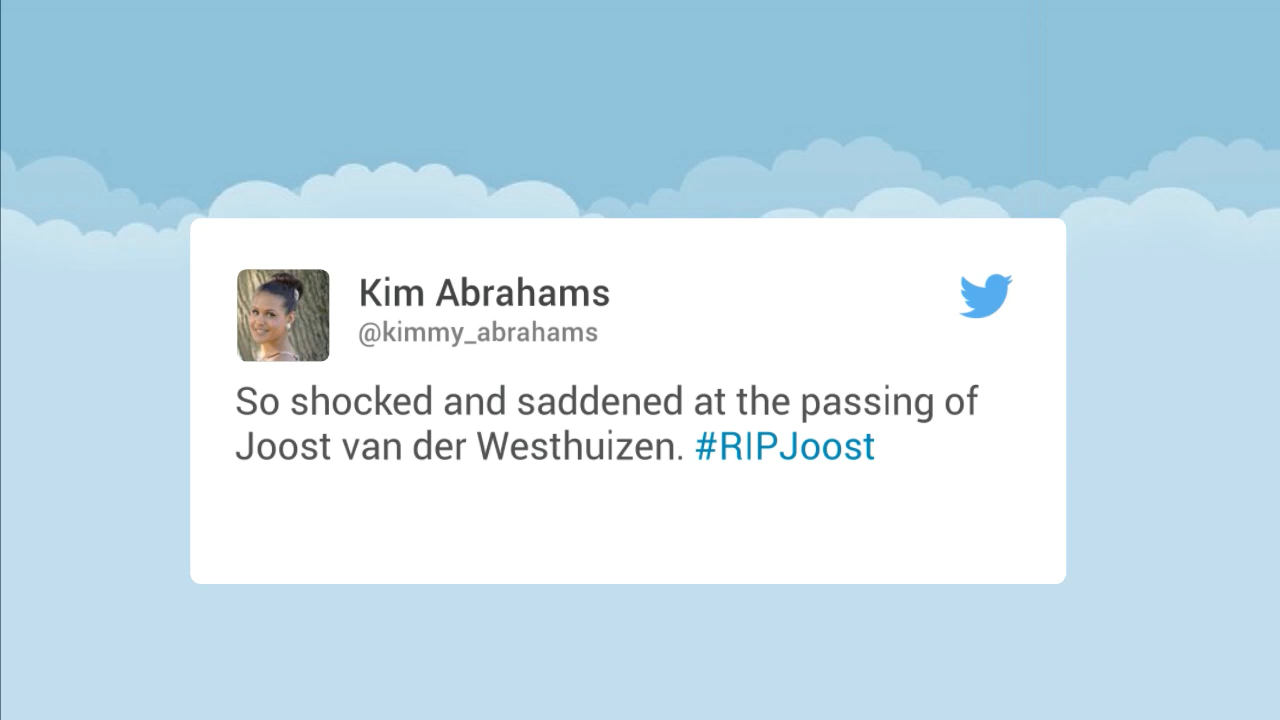 Kim Abrahams
@kimmy_abrahams
So shocked and saddened at the passing of
Joost van der Westhuizen. #RIPJoost